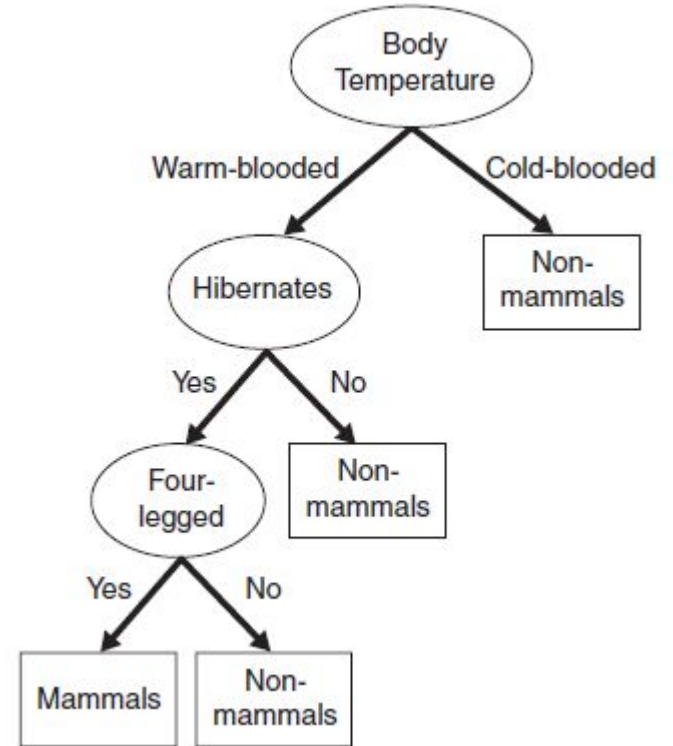 Body
Temperature
Warm-blooded
Cold-blooded
Hibernates
Non-
mammals
Yes
No
Four-
legged
Non-
mammals
Yes
No
Mammals
Non-
mammals